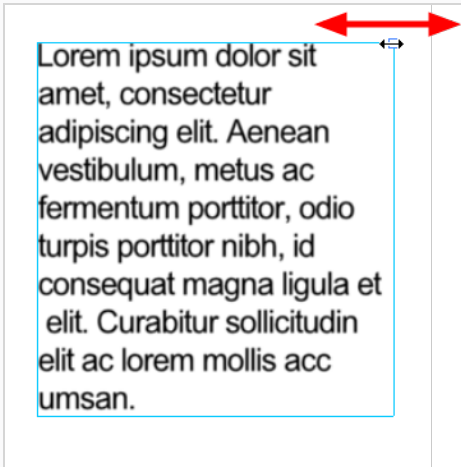 Lorem ipsum dolor sit
amet, consectetur
adipiscing elit. Aenean
vestibulum, metus ac
fermentum porttitor, odio
turpis porttitor nibh, id
consequat magna ligula et
elit. Curabitur sollicitudin
elit ac lorem mollis acc
umsan.